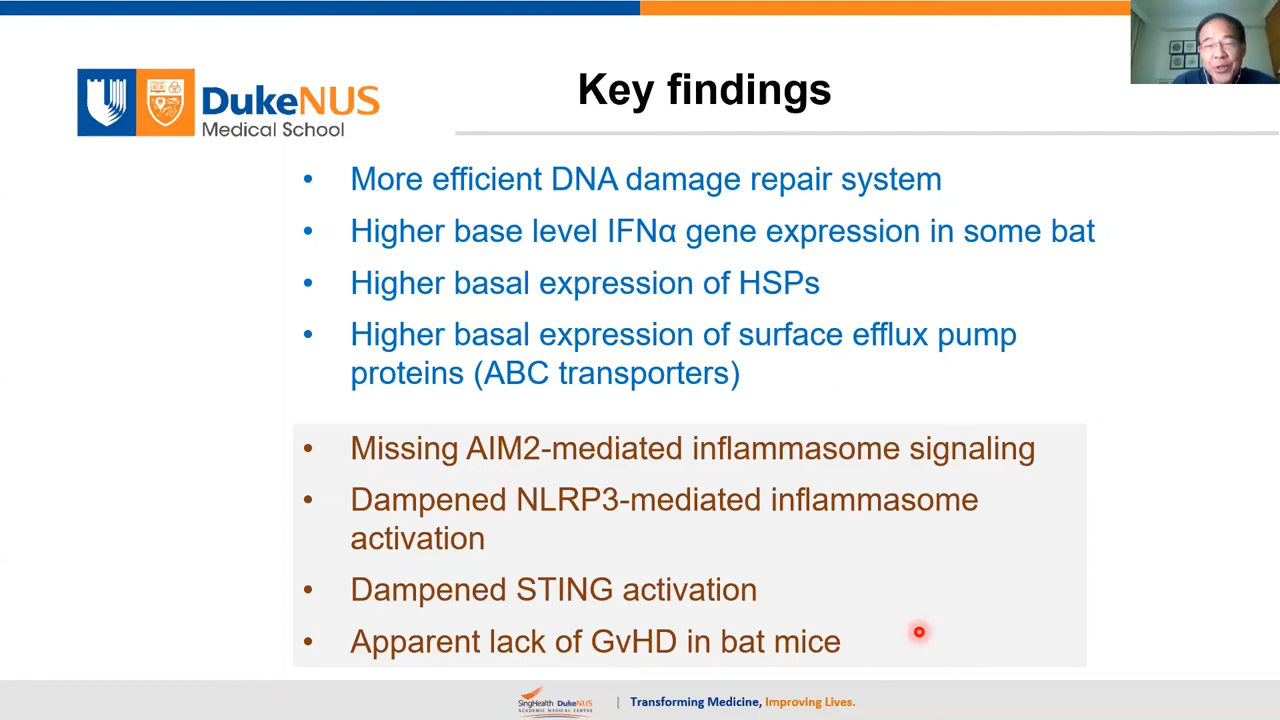 DukeNUS
Medical School
Key findings
• More efficient DNA damage repair system
• Higher base level IFNα gene expression in some bat
• Higher basal expression of HSPs
• Higher basal expression of surface efflux pump
proteins (ABC transporters)
• Missing AIM2-mediated inflammasome signaling
• Dampened NLRP3-mediated inflammasome
activation
• Dampened STING activation
• Apparent lack of GvHD in bat mice
SingHealth DukeNUS
ACADEMIC MEDICAL CENTRE
| Transforming Medicine, Improving Lives.